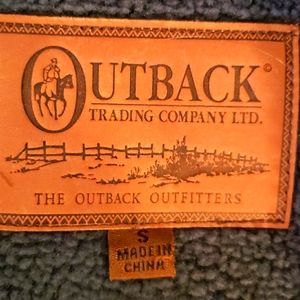 OUTBACK©
TRADING COMPANY LTD.
THE OUTBACK OUTFITTERS
S
MADE IN
CHINA